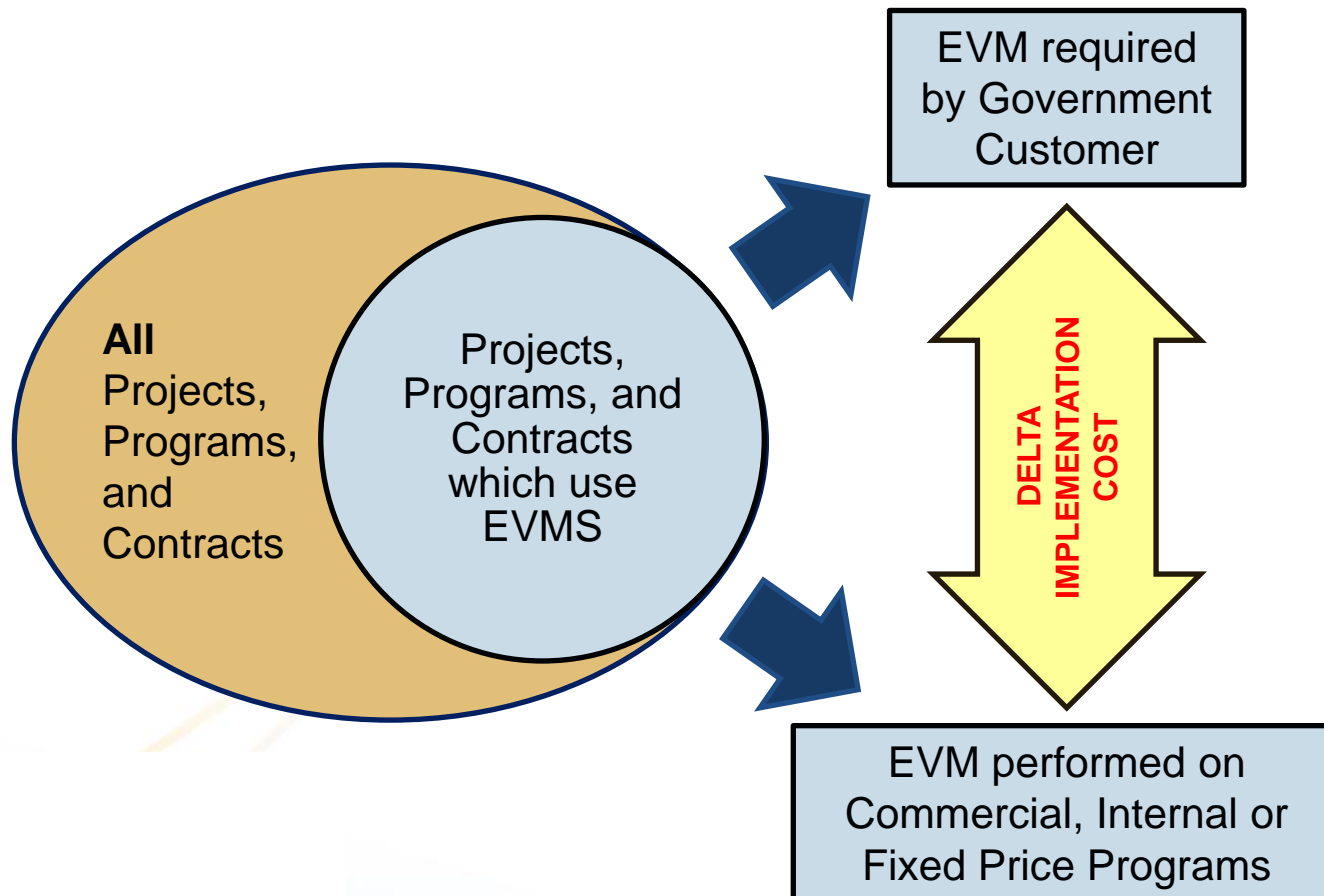 EVM required
by Government
Customer
All
Projects,
Programs,
and
Contracts
Projects,
Programs, and
Contracts
which use
EVMS
DELTA
IMPLEMENTATION
COST
EVM performed on
Commercial, Internal or
Fixed Price Programs